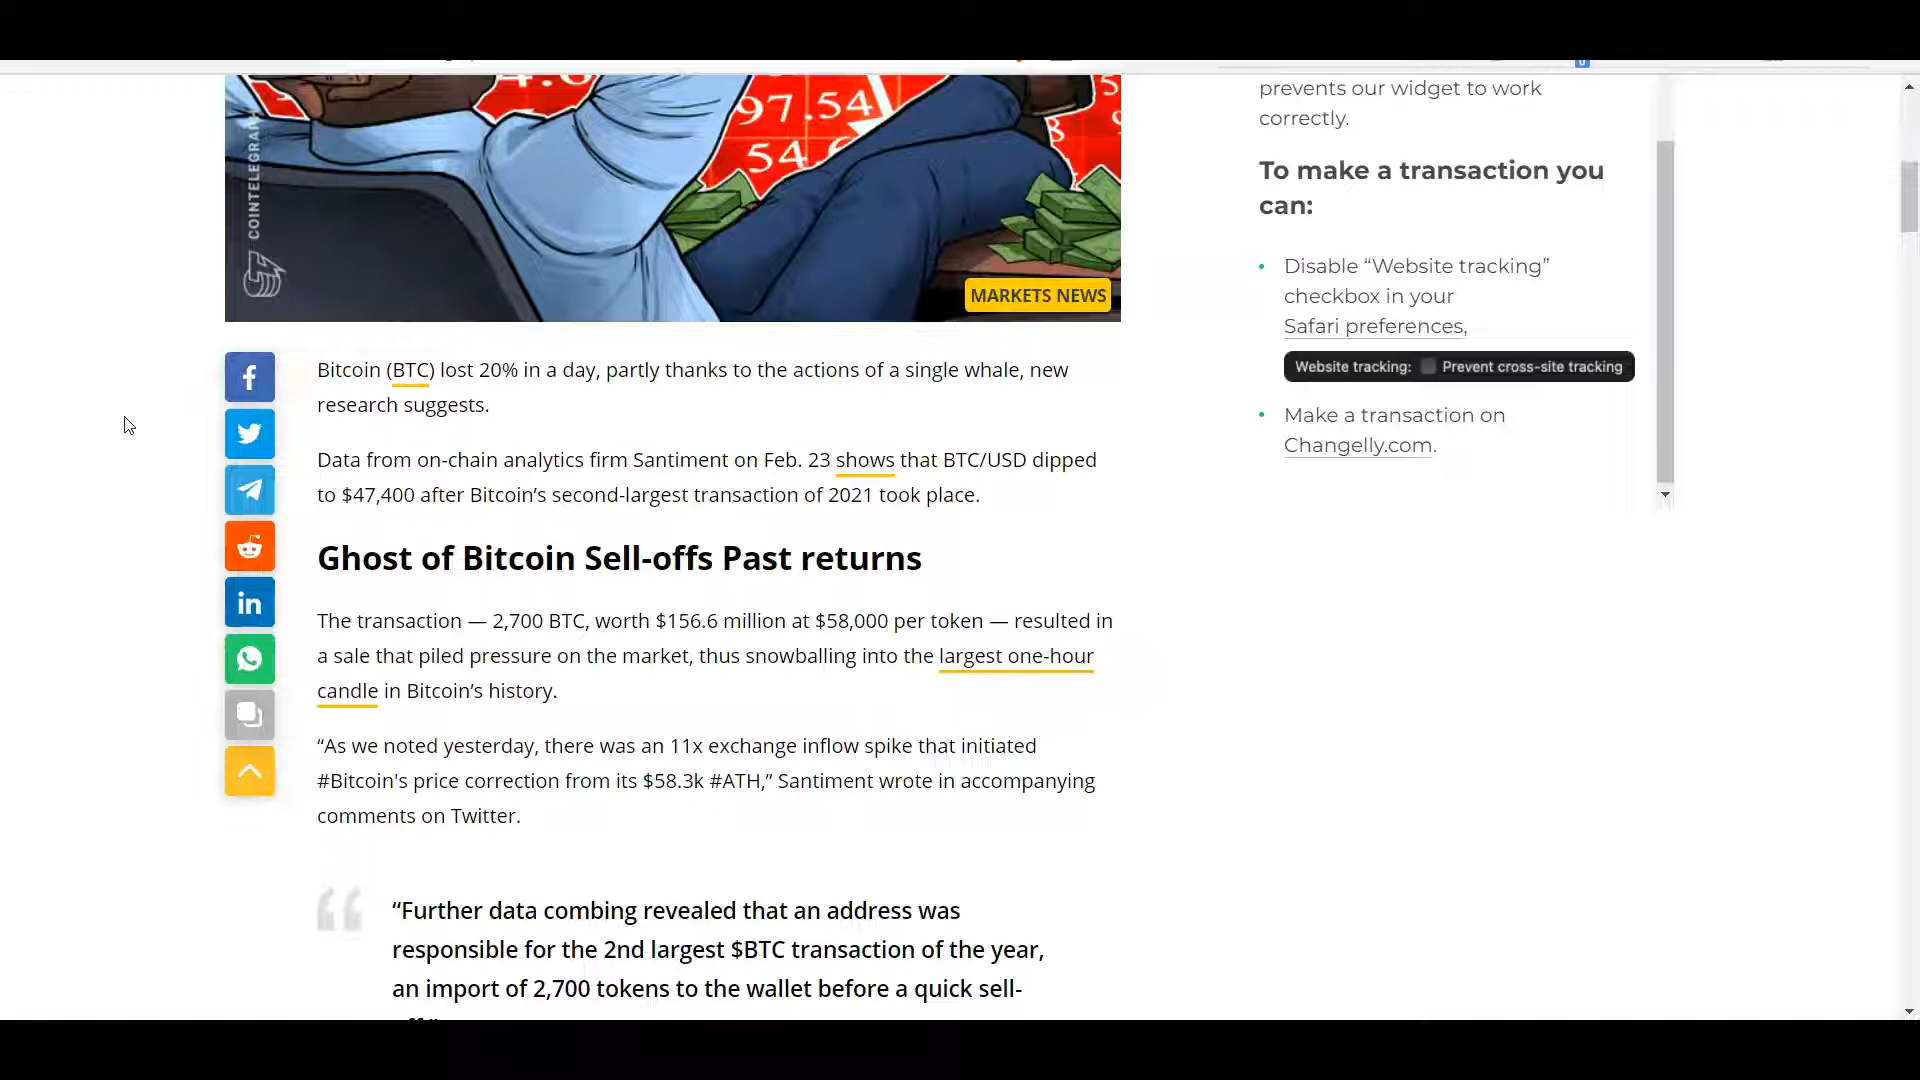 4.0
97.54
5
8
54.
COINTELEGRAPH
MARKETS NEWS
Bitcoin (BTC) lost 20% in a day, partly thanks to the actions of a single whale, new
research suggests.
Data from on-chain analytics firm Santiment on Feb. 23 shows that BTC/USD dipped
to $47,400 after Bitcoin’s second-largest transaction of 2021 took place.
Ghost of Bitcoin Sell-offs Past returns
The transaction — 2,700 BTC, worth $156.6 million at $58,000 per token — resulted in
a sale that piled pressure on the market, thus snowballing into the largest one-hour
candle in Bitcoin’s history.
“As we noted yesterday, there was an 11x exchange inflow spike that initiated
#Bitcoin's price correction from its $58.3k #ATH,” Santiment wrote in accompanying
comments on Twitter.
“Further data combing revealed that an address was
responsible for the 2nd largest $BTC transaction of the year,
an import of 2,700 tokens to the wallet before a quick sell-
prevents our widget to work
correctly.
To make a transaction you
can:
Disable “Website tracking”
checkbox in your
Safari preferences,
Website tracking: Prevent cross-site tracking
Make a transaction on
Changelly.com.